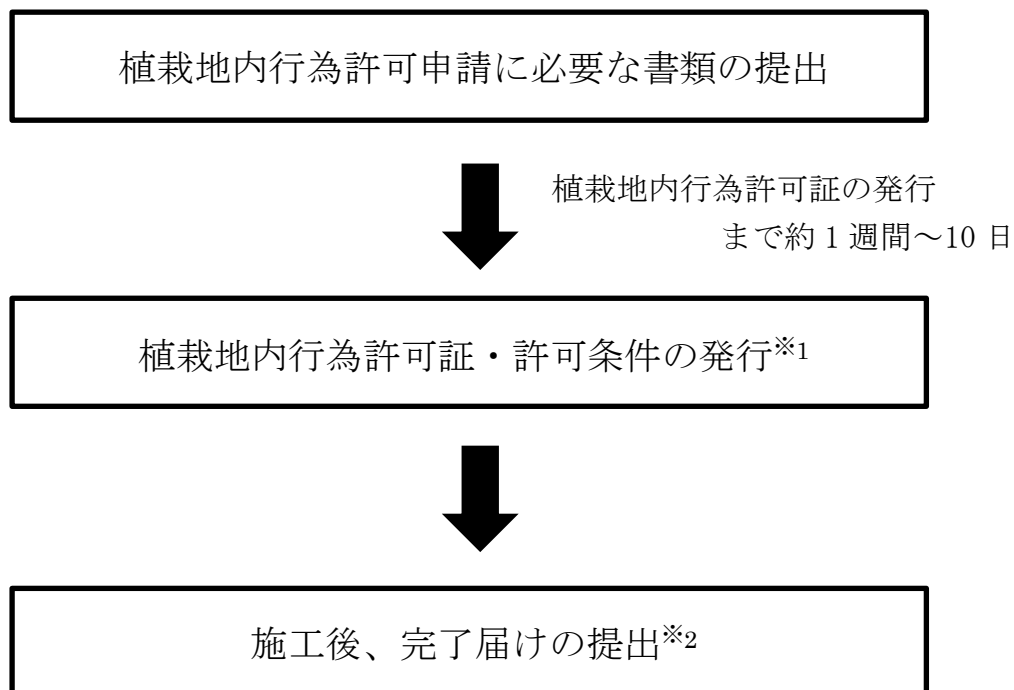 植栽地内行為許可申請に必要な書類の提出
植栽地内行為許可証の発行
まで約１週間～10 日
植栽地内行為許可証・許可条件の発行※1
施工後、完了届けの提出※2